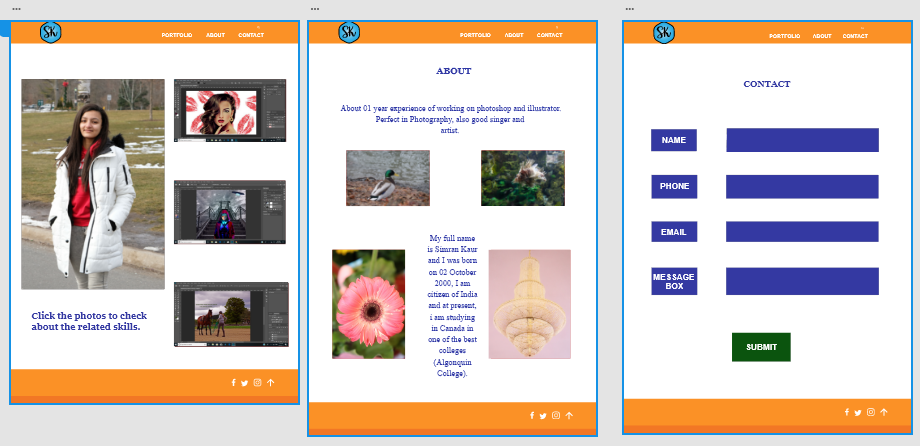 ...
SK
PORTFOLIO ABOUT CONTACT
Click the photos to check
about the related skills.
...
SK
PORTFOLIO ABOUT CONTACT
ABOUT
About 01 year experience of working on photoshop and illustrator.
Perfect in Photography, also good singer and
artist.
My full name
is Simran Kaur
and I was born
on 02 October
2000, I am
citizen of India
and at present,
i am studying
in Canada in
one of the best
colleges
(Algonquin
College).
...
SK
PORTFOLIO ABOUT CONTACT
CONTACT
NAME
PHONE
EMAIL
MESSAGE
BOX
SUBMIT